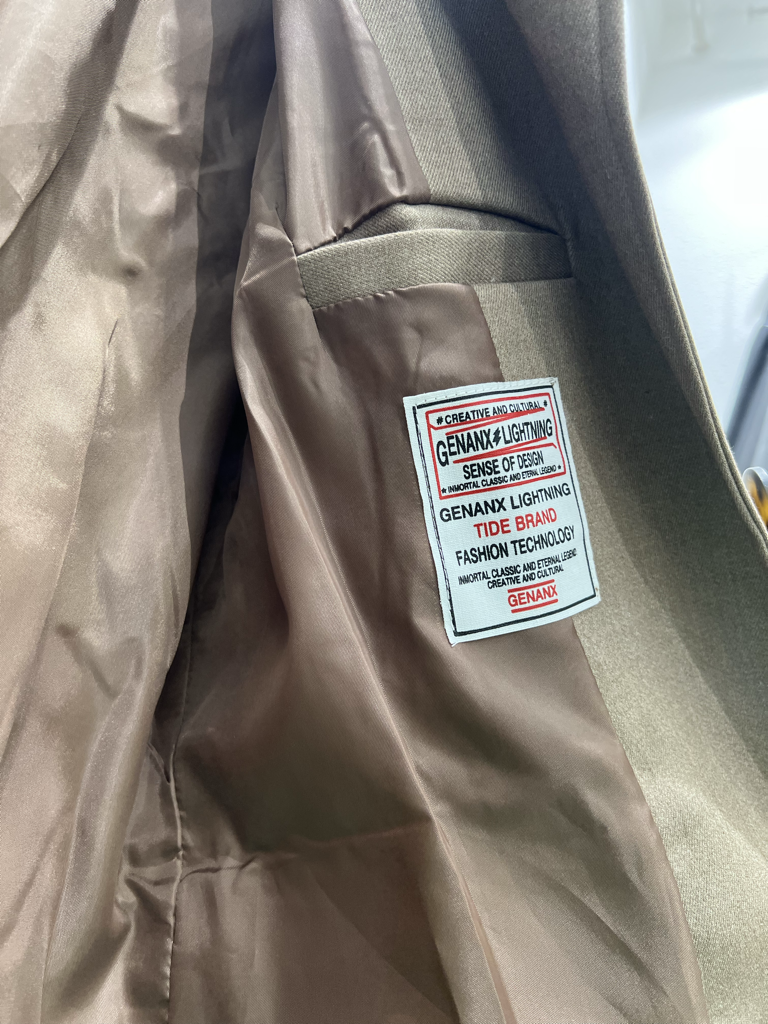 # CREATIVE AND CULTURAL *
GENANX⚡LIGHTNING
SENSE OF DESIGN
* INMORTAL CLASSIC AND ETERNAL LEGEND *
GENANX LIGHTNING
TIDE BRAND
FASHION TECHNOLOGY
INMORTAL CLASSIC AND ETERNAL LEGEND
CREATIVE AND CULTURAL
GENANX